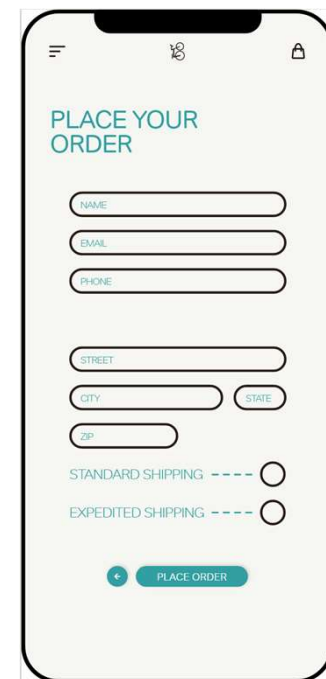 PLACE YOUR
ORDER
NAME
EMAIL
PHONE
STREET
CITY STATE
ZIP
STANDARD SHIPPING ----
EXPEDITED SHIPPING ----
PLACE ORDER